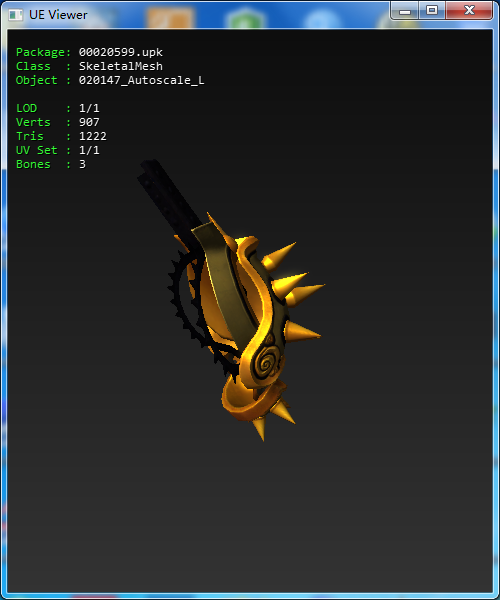 UE Viewer
Package: 00020599.upk
Class : SkeletalMesh
Object : 020147_Autoscale_L
LOD : 1/1
Verts : 907
Tris : 1222
UV Set : 1/1
Bones : 3